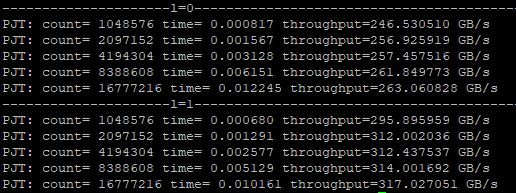 ---------------------l=0----------------------------------------
PJT: count= 1048576 time= 0.000817 throughput=246.530510 GB/s
PJT: count= 2097152 time= 0.001567 throughput=256.925919 GB/s
PJT: count= 4194304 time= 0.003128 throughput=257.457516 GB/s
PJT: count= 8388608 time= 0.006151 throughput=261.849773 GB/s
PJT: count= 16777216 time= 0.012245 throughput=263.060828 GB/s
---------------------l=1----------------------------------------
PJT: count= 1048576 time= 0.000680 throughput=295.895959 GB/s
PJT: count= 2097152 time= 0.001291 throughput=312.002036 GB/s
PJT: count= 4194304 time= 0.002577 throughput=312.437537 GB/s
PJT: count= 8388608 time= 0.005129 throughput=314.001692 GB/s
PJT: count= 16777216 time= 0.010161 throughput=317.027051 GB/s